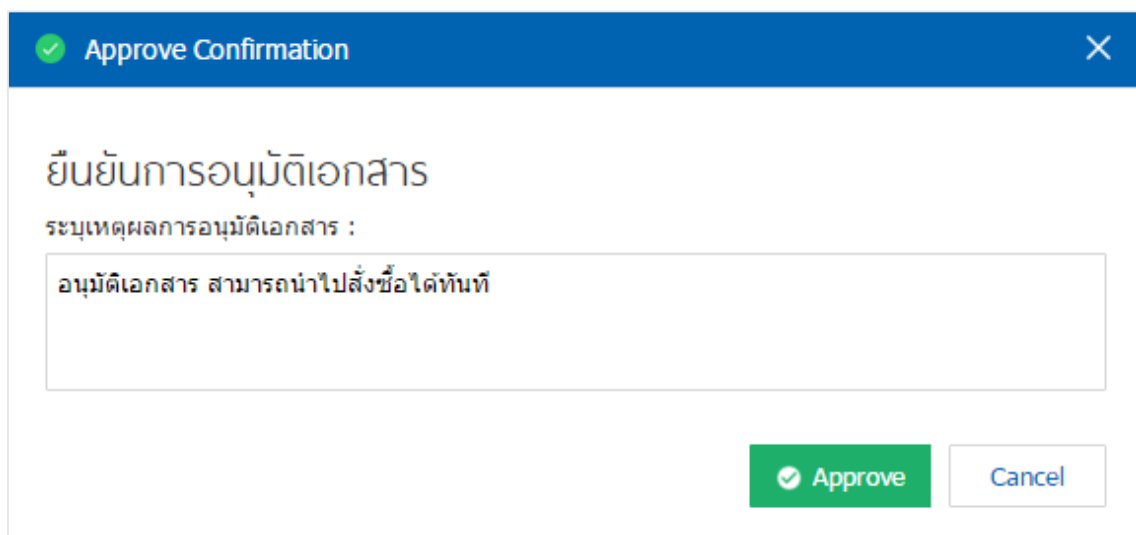 Approve Confirmation
ยืนยันการอนุมัติเอกสาร
ระบุเหตุผลการอนุมัติเอกสาร :
อนุมัติเอกสาร สามารถนำไปสั่งซื้อได้ทันที
Approve Cancel